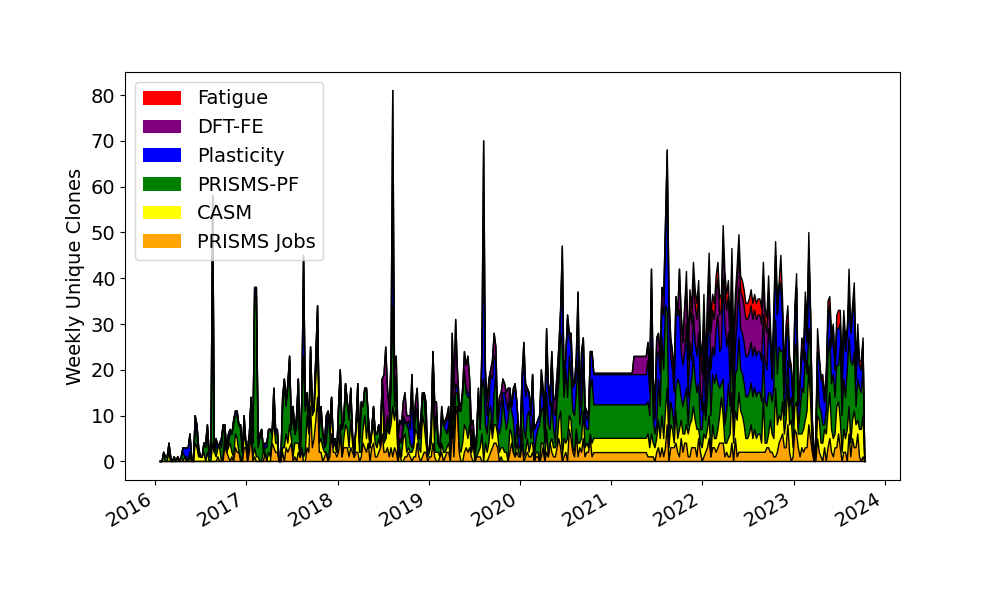 Weekly Unique Clones
80
70
60
50
40
30
20
10
0
Fatigue
DFT-FE
Plasticity
PRISMS-PF
CASM
PRISMS Jobs
2016
2017
2018
2019
2020
2021
2022
2023
2024